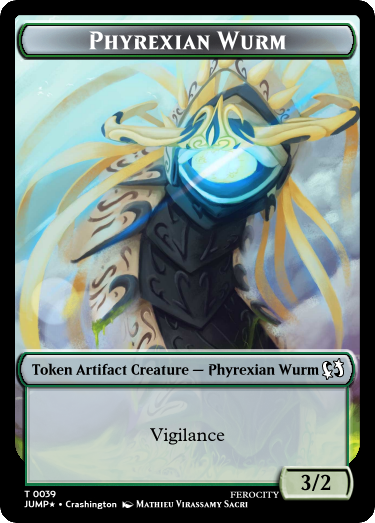 Phyrexian Wurm
Token Artifact Creature — Phyrexian Wurm
Vigilance
3/2
T 0039 FEROCITY
JUMP★ • Crashington Mathieu Virassamy Sacri